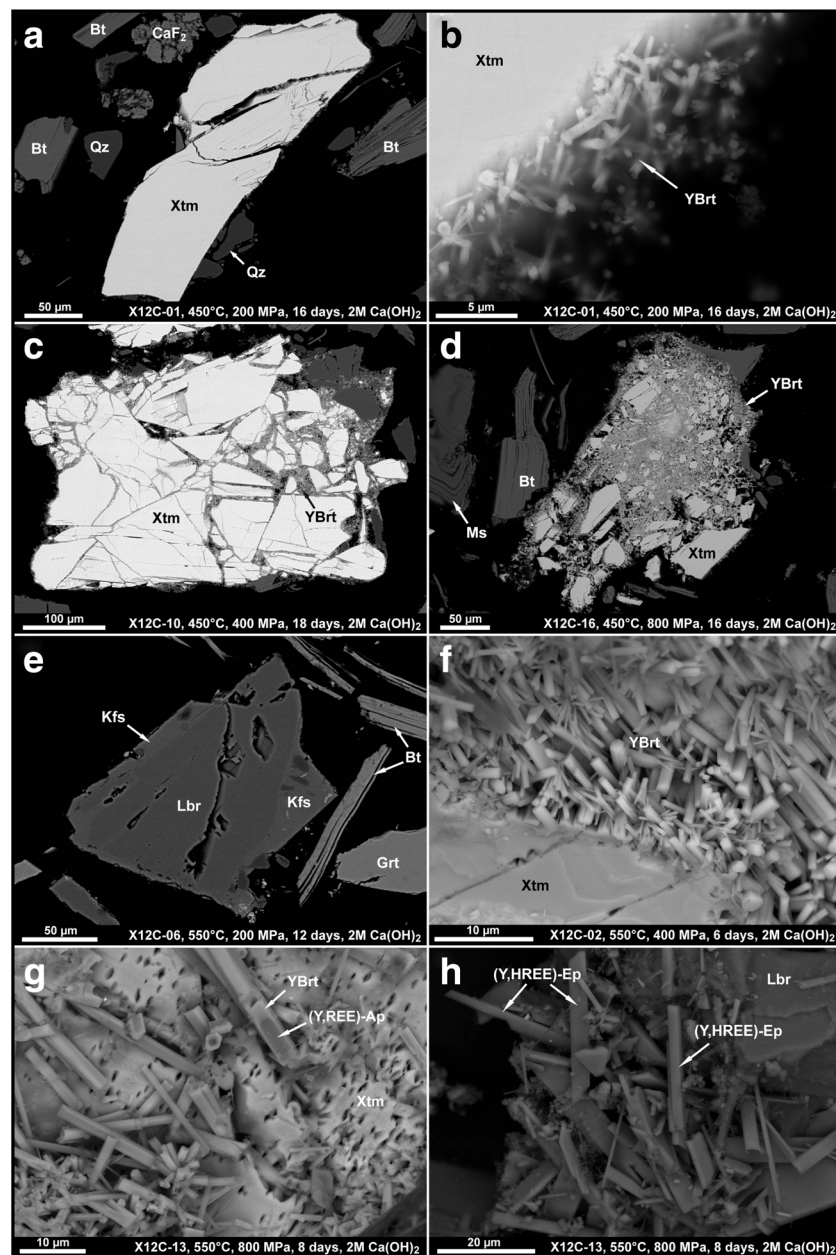 a
Bt
CaF₂
Bt
Qz
Bt
Xtm
Qz
50 µm
X12C-01, 450°C, 200 MPa, 16 days, 2M Ca(OH)₂
b
Xtm
YBrt
5 µm
X12C-01, 450°C, 200 MPa, 16 days, 2M Ca(OH)₂
c
Xtm
YBrt
100 µm
X12C-10, 450°C, 400 MPa, 18 days, 2M Ca(OH)₂
d
YBrt
Bt
Ms
Xtm
50 µm
X12C-16, 450°C, 800 MPa, 16 days, 2M Ca(OH)₂
e
Kfs
Bt
Lbr
Kfs
Grt
50 µm
X12C-06, 550°C, 200 MPa, 12 days, 2M Ca(OH)₂
f
YBrt
Xtm
10 µm
X12C-02, 550°C, 400 MPa, 6 days, 2M Ca(OH)₂
g
YBrt
(Y,REE)-Ap
Xtm
10 µm
X12C-13, 550°C, 800 MPa, 8 days, 2M Ca(OH)₂
h
(Y,HREE)-Ep
Lbr
(Y,HREE)-Ep
20 µm
X12C-13, 550°C, 800 MPa, 8 days, 2M Ca(OH)₂